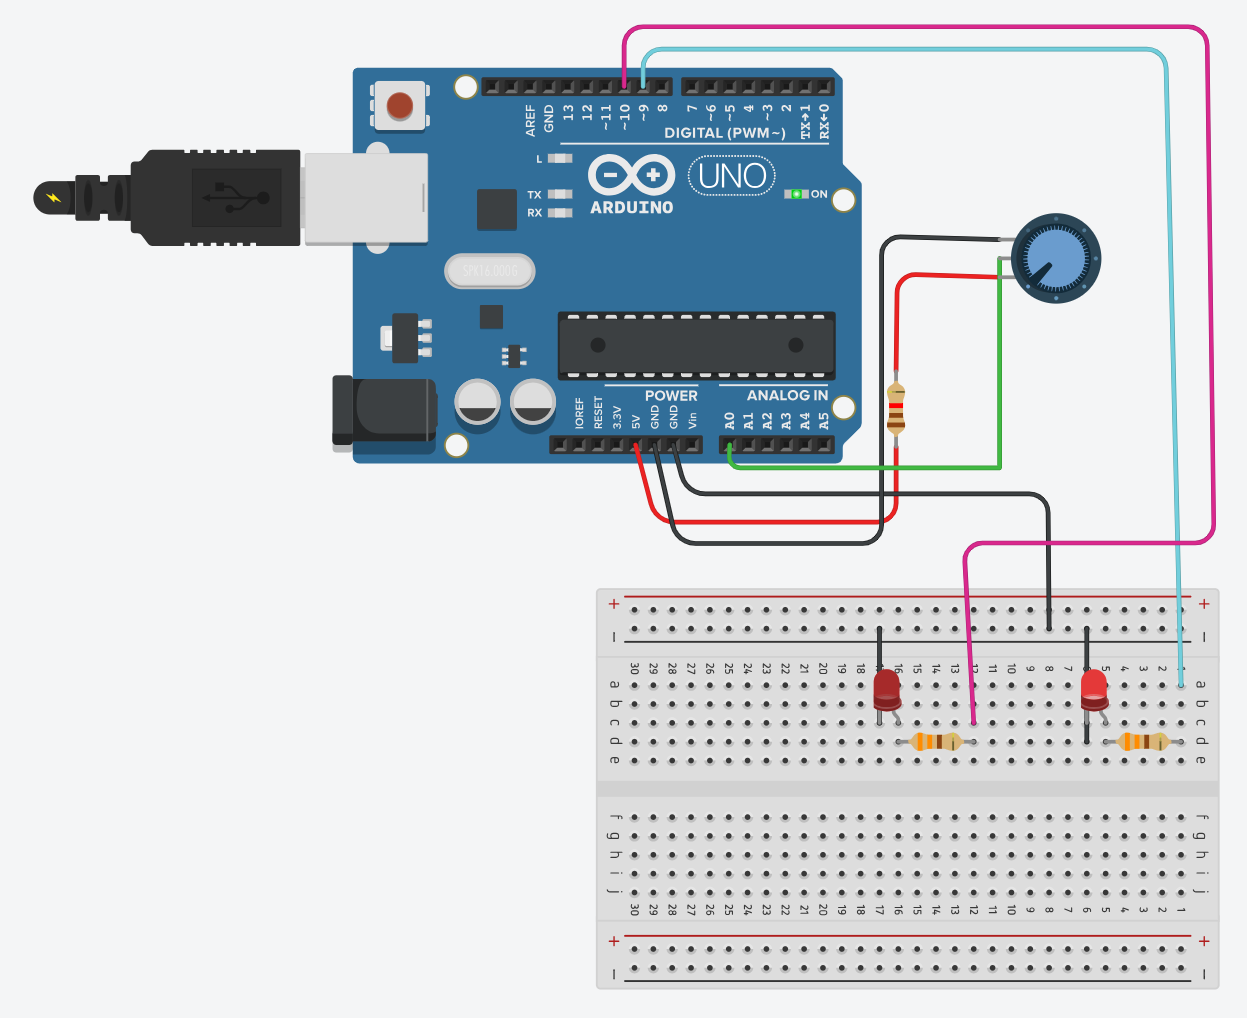 AREF
GND
13
12
~11
~10
~9
8
7
~6
~5
4
~3
2
TX→1
RX←0
DIGITAL (PWM~)
L
TX
RX
ARDUINO
UNO
ON
SPK16.000G
POWER
ANALOG IN
IOREF
RESET
3.3V
5V
GND
GND
Vin
A0
A1
A2
A3
A4
A5
+ +
− −
30 29 28 27 26 25 24 23 22 21 20 19 18 16 15 14 13 12 11 10 9 8 7 5 4 3 2 1
a a
b b
c c
d d
e e
f f
g g
h h
i i
j j
30 29 28 27 26 25 24 23 22 21 20 19 18 17 16 15 14 13 12 11 10 9 8 7 6 5 4 3 2 1
+ +
− −